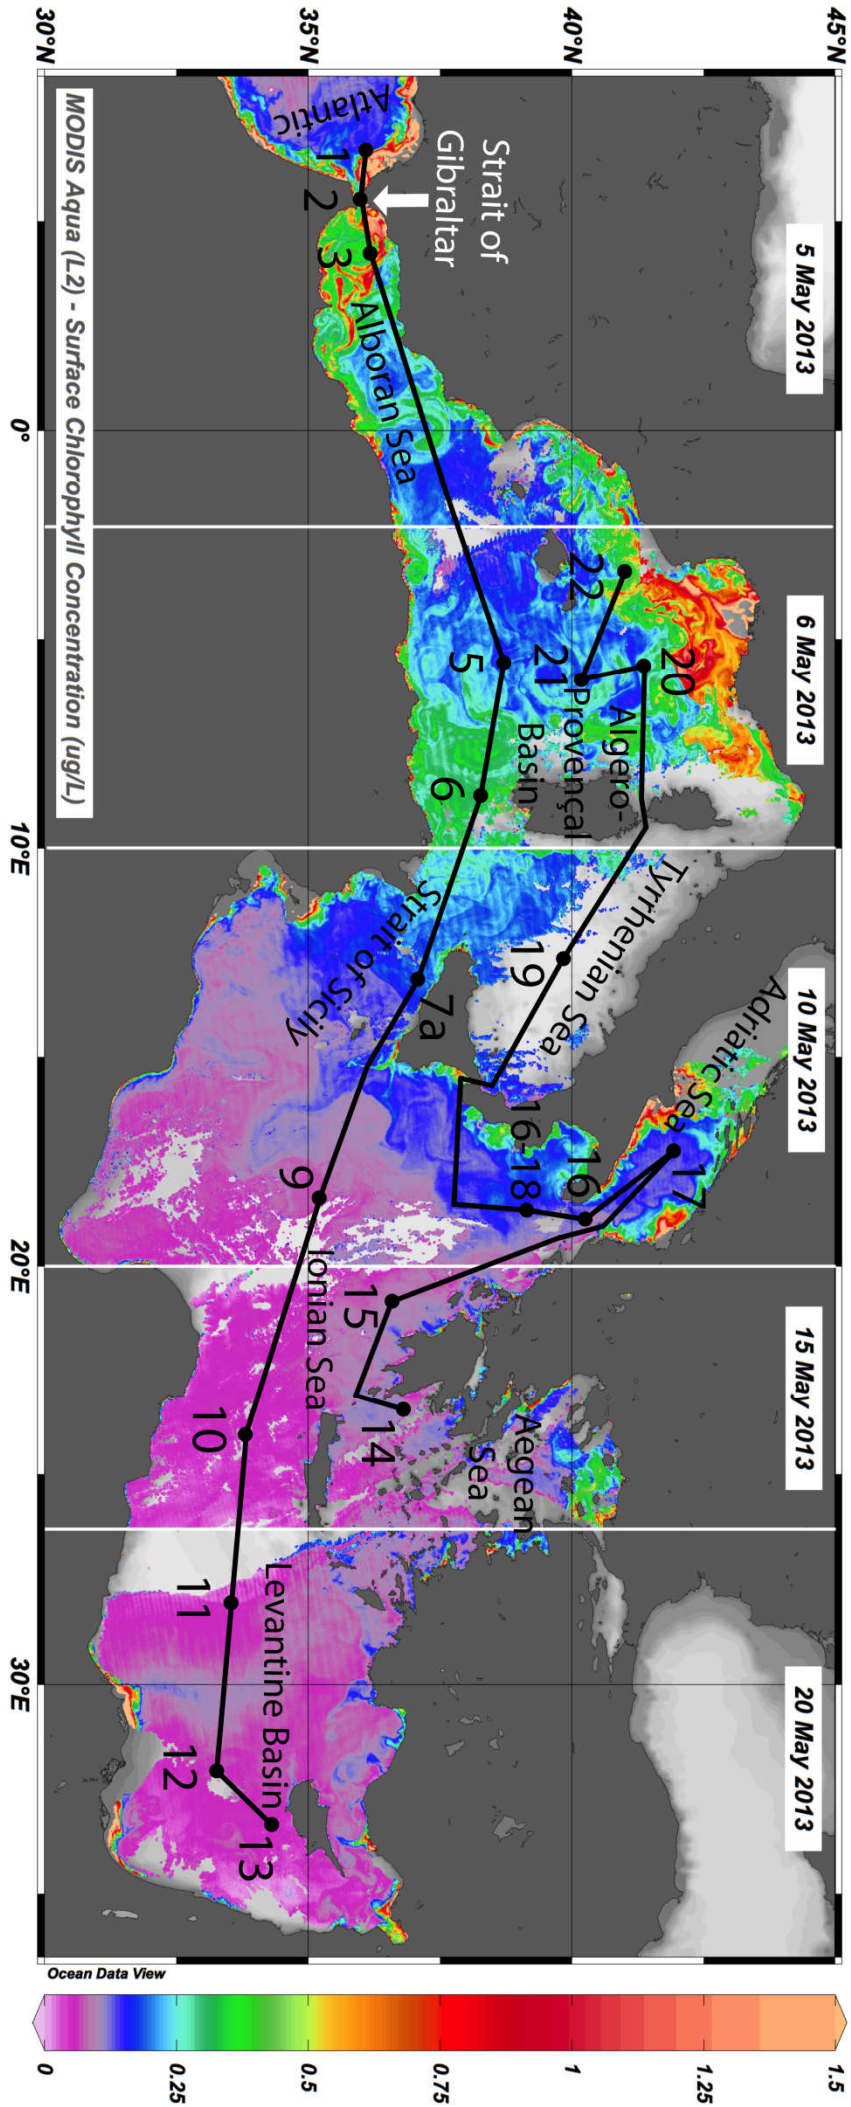 45°N
40°N
35°N
30°N
5 May 2013
6 May 2013
10 May 2013
15 May 2013
20 May 2013
Strait of
Gibraltar
Atlantic
Alboran Sea
Algero-
Provençal
Basin
Tyrrhenian Sea
Adriatic Sea
Strait of Sicily
Ionian Sea
Aegean
Sea
Levantine Basin
1
2
3
5
6
7a
9
10
11
12
13
14
15
16
16-18
17
19
20
21
22
MODIS Aqua (L2) - Surface Chlorophyll Concentration (ug/L)
0°
10°E
20°E
30°E
Ocean Data View
1.5
1.25
1
0.75
0.5
0.25
0